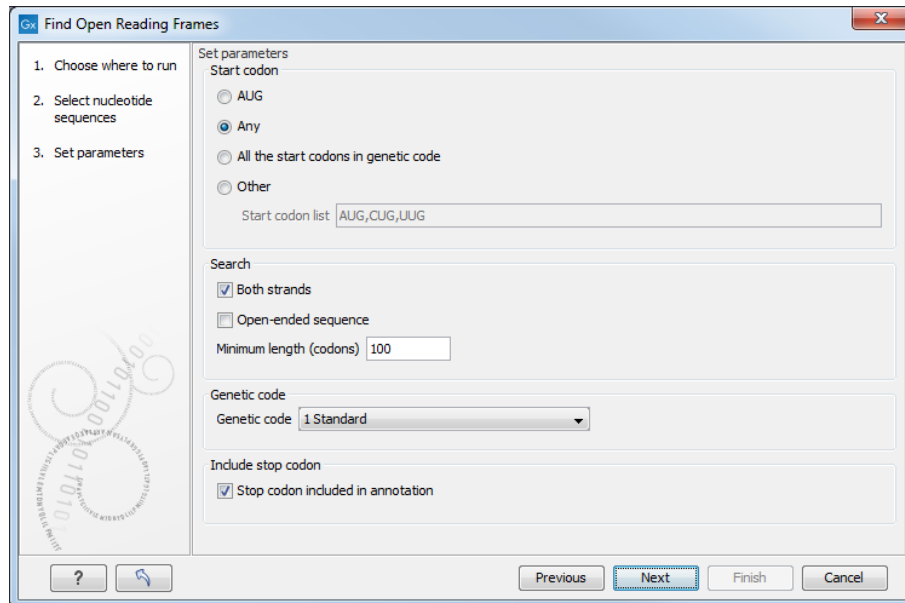 Gx Find Open Reading Frames
1. Choose where to run
2. Select nucleotide
sequences
3. Set parameters
Set parameters
Start codon
AUG
Any
All the start codons in genetic code
Other
Start codon list AUG,CUG,UUG
Search
Both strands
Open-ended sequence
Minimum length (codons) 100
Genetic code
Genetic code 1 Standard
Include stop codon
Stop codon included in annotation
? Previous Next Finish Cancel